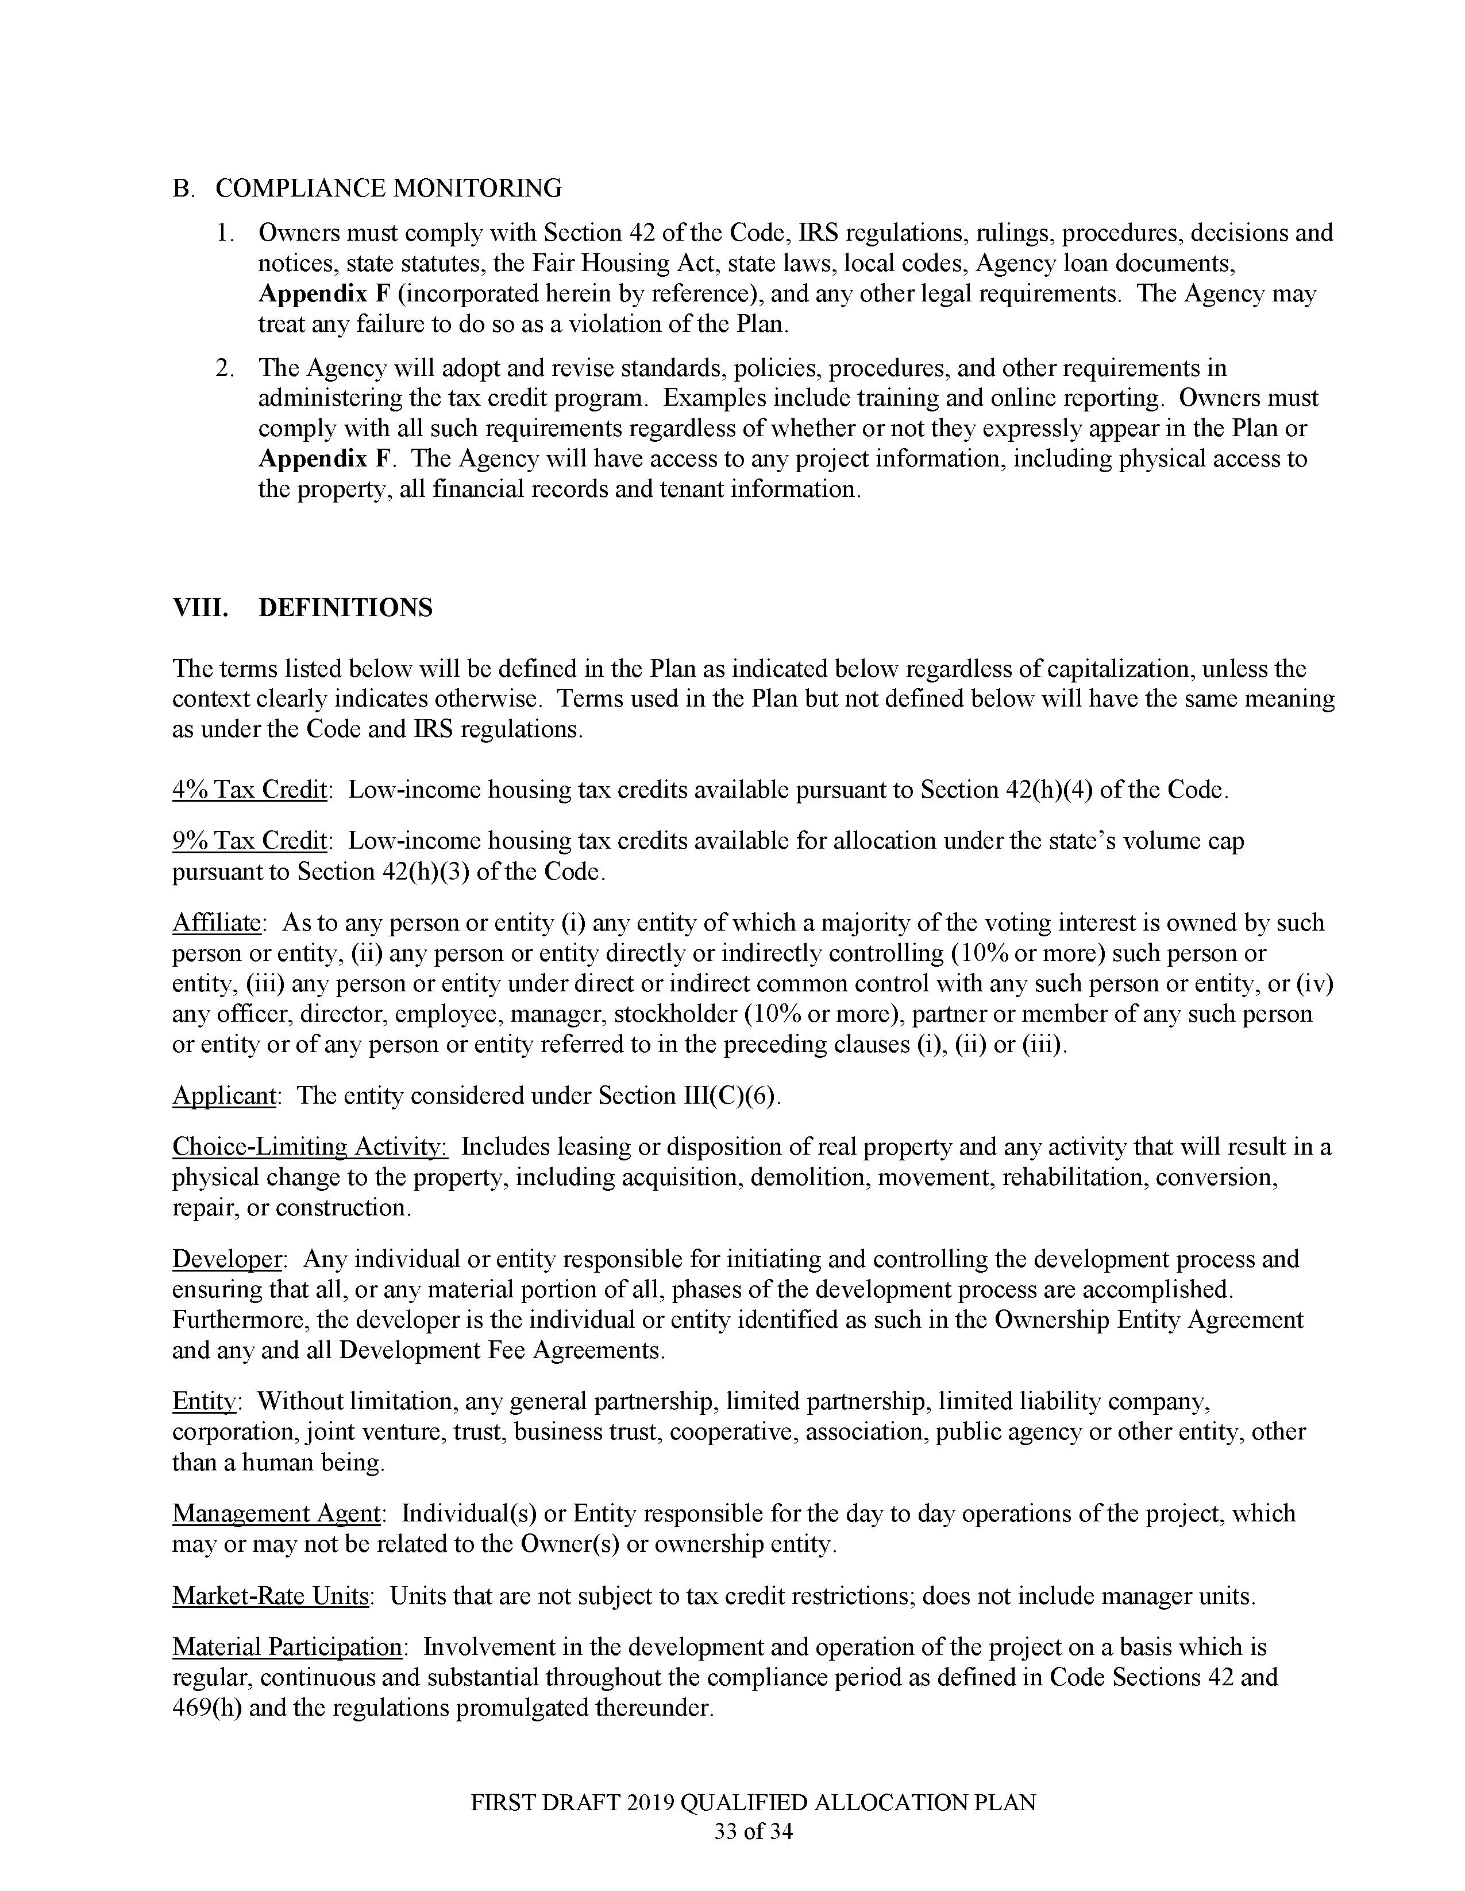 B. COMPLIANCE MONITORING
1. Owners must comply with Section 42 of the Code, IRS regulations, rulings, procedures, decisions and
notices, state statutes, the Fair Housing Act, state laws, local codes, Agency loan documents,
Appendix F (incorporated herein by reference), and any other legal requirements. The Agency may
treat any failure to do so as a violation of the Plan.
2. The Agency will adopt and revise standards, policies, procedures, and other requirements in
administering the tax credit program. Examples include training and online reporting. Owners must
comply with all such requirements regardless of whether or not they expressly appear in the Plan or
Appendix F. The Agency will have access to any project information, including physical access to
the property, all financial records and tenant information.
VIII. DEFINITIONS
The terms listed below will be defined in the Plan as indicated below regardless of capitalization, unless the
context clearly indicates otherwise. Terms used in the Plan but not defined below will have the same meaning
as under the Code and IRS regulations.
4% Tax Credit: Low-income housing tax credits available pursuant to Section 42(h)(4) of the Code.
9% Tax Credit: Low-income housing tax credits available for allocation under the state’s volume cap
pursuant to Section 42(h)(3) of the Code.
Affiliate: As to any person or entity (i) any entity of which a majority of the voting interest is owned by such
person or entity, (ii) any person or entity directly or indirectly controlling (10% or more) such person or
entity, (iii) any person or entity under direct or indirect common control with any such person or entity, or (iv)
any officer, director, employee, manager, stockholder (10% or more), partner or member of any such person
or entity or of any person or entity referred to in the preceding clauses (i), (ii) or (iii).
Applicant: The entity considered under Section III(C)(6).
Choice-Limiting Activity: Includes leasing or disposition of real property and any activity that will result in a
physical change to the property, including acquisition, demolition, movement, rehabilitation, conversion,
repair, or construction.
Developer: Any individual or entity responsible for initiating and controlling the development process and
ensuring that all, or any material portion of all, phases of the development process are accomplished.
Furthermore, the developer is the individual or entity identified as such in the Ownership Entity Agreement
and any and all Development Fee Agreements.
Entity: Without limitation, any general partnership, limited partnership, limited liability company,
corporation, joint venture, trust, business trust, cooperative, association, public agency or other entity, other
than a human being.
Management Agent: Individual(s) or Entity responsible for the day to day operations of the project, which
may or may not be related to the Owner(s) or ownership entity.
Market-Rate Units: Units that are not subject to tax credit restrictions; does not include manager units.
Material Participation: Involvement in the development and operation of the project on a basis which is
regular, continuous and substantial throughout the compliance period as defined in Code Sections 42 and
469(h) and the regulations promulgated thereunder.
FIRST DRAFT 2019 QUALIFIED ALLOCATION PLAN
33 of 34